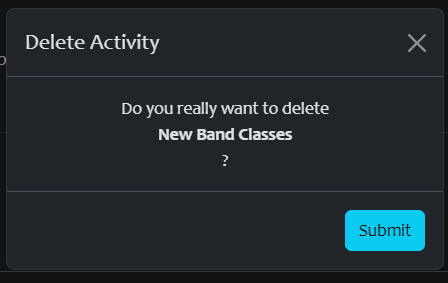 Delete Activity
Do you really want to delete
New Band Classes
?
Submit